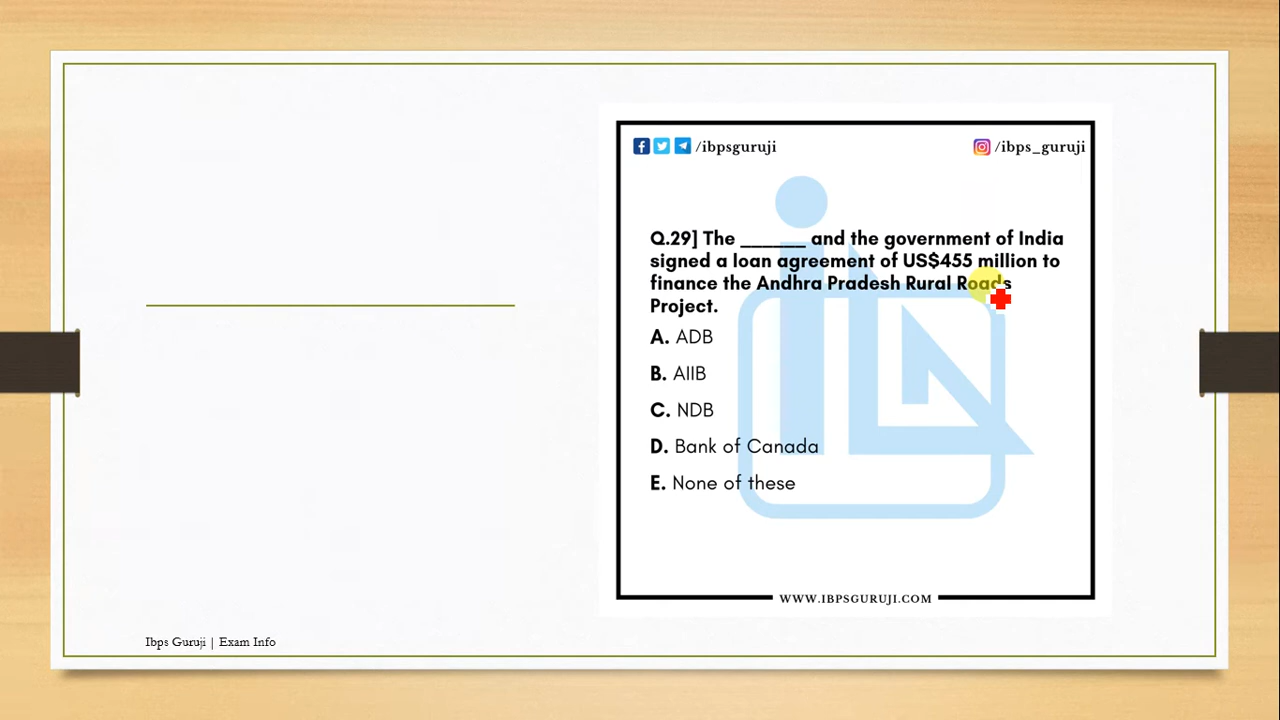 /ibpsguruji
/ibps_guruji
Q.29] The ______ and the government of India
signed a loan agreement of US$455 million to
finance the Andhra Pradesh Rural Roads
Project.
A. ADB
B. AIIB
C. NDB
D. Bank of Canada
E. None of these
WWW.IBPSGURUJI.COM
Ibps Guruji | Exam Info